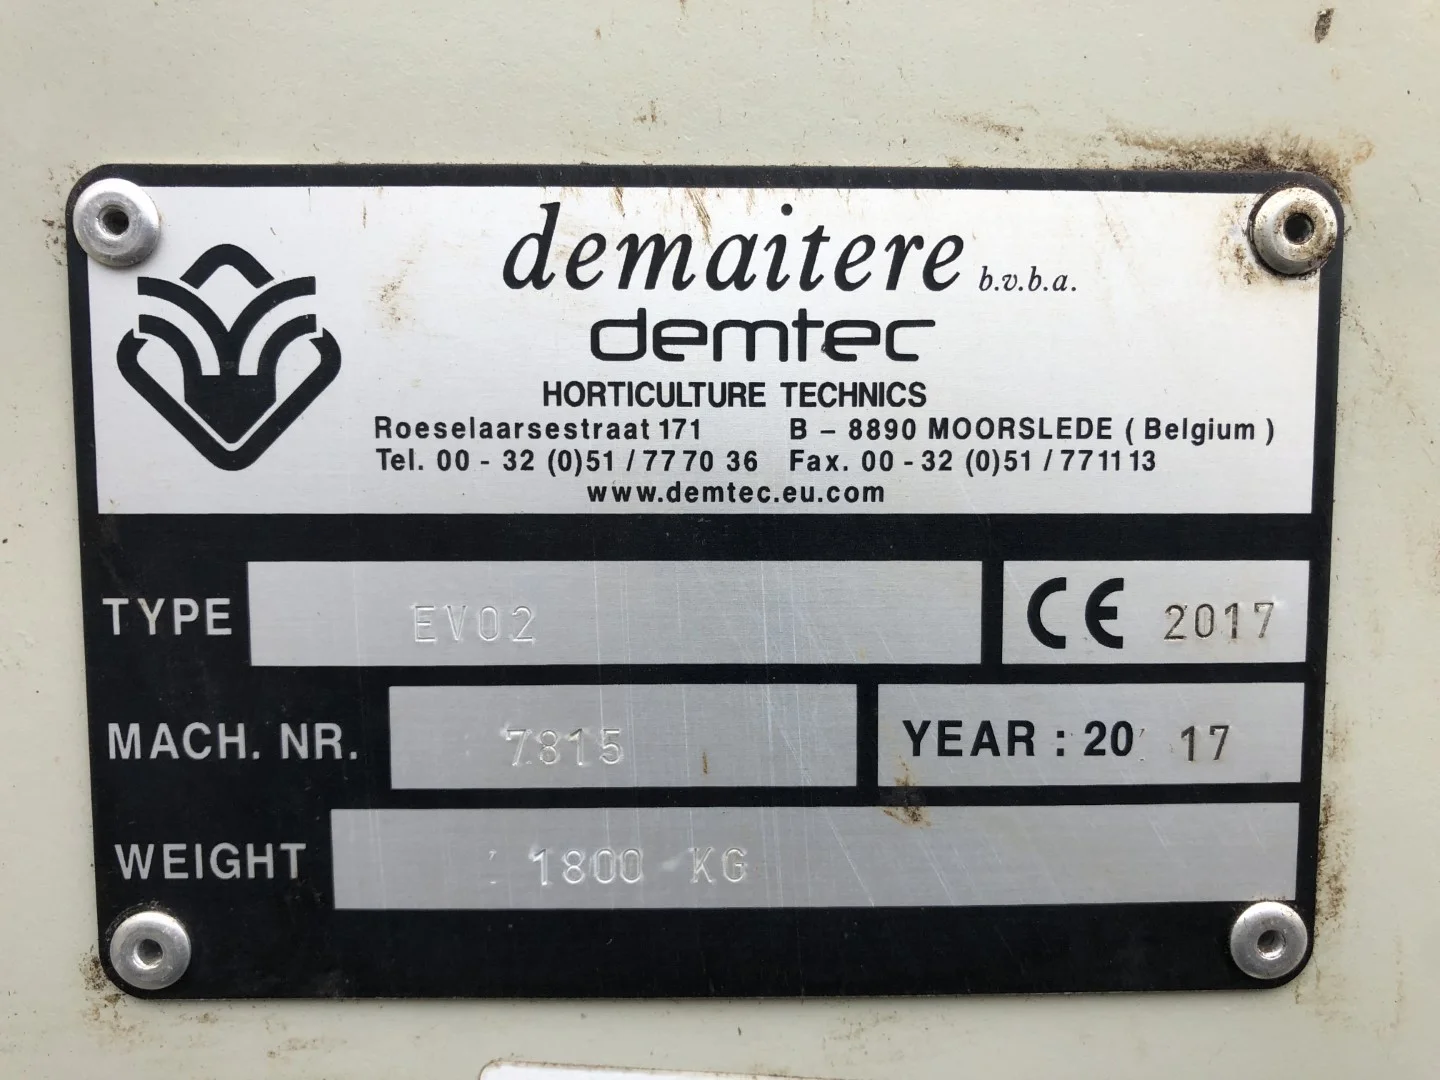 demaitere b.v.b.a.
demtec
HORTICULTURE TECHNICS
Roeselaarsestraat 171 B – 8890 MOORSLEDE ( Belgium )
Tel. 00 - 32 (0)51 / 77 70 36 Fax. 00 - 32 (0)51 / 77 11 13
www.demtec.eu.com
TYPE EVO2 CE 2017
MACH. NR. 7815 YEAR : 20 17
WEIGHT 1800 KG